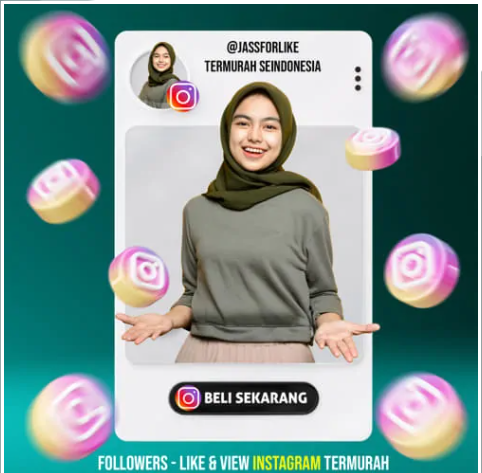 @JASSFORLIKE
TERMURAH SEINDONESIA
BELI SEKARANG
FOLLOWERS - LIKE & VIEW INSTAGRAM TERMURAH